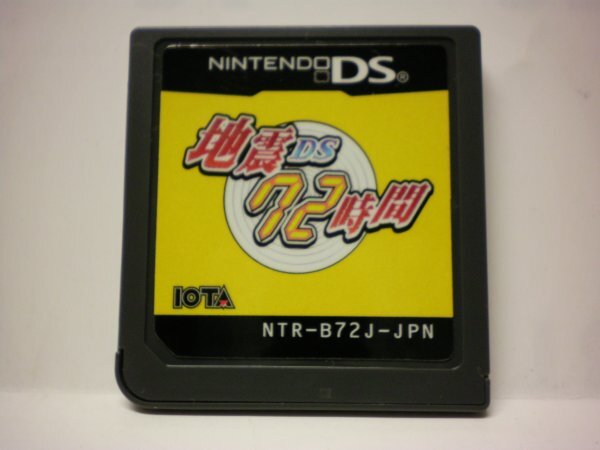 NINTENDO DS®
地震DS
72時間
IOTA
NTR-B72J-JPN